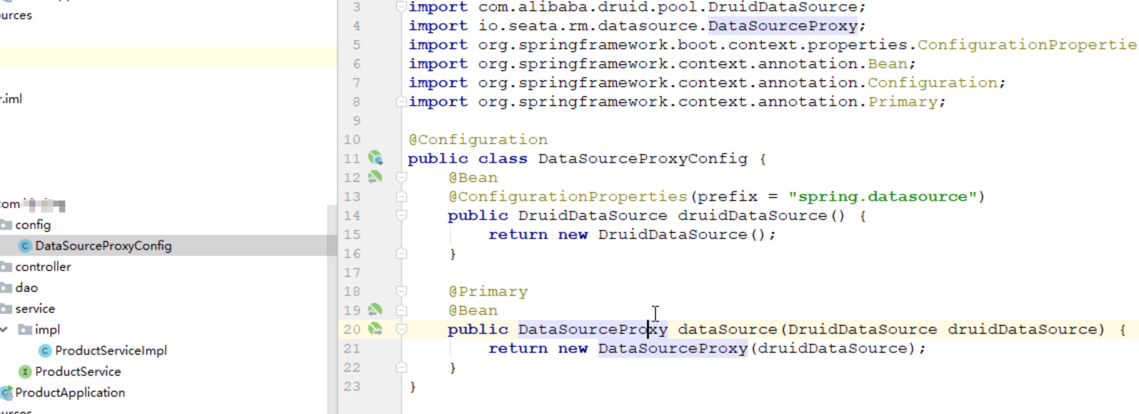 ources
r.iml
com
config
DataSourceProxyConfig
controller
dao
service
impl
ProductServiceImpl
ProductService
ProductApplication
ources
3 import com.alibaba.druid.pool.DruidDataSource;
4 import io.seata.rm.datasource.DataSourceProxy;
5 import org.springframework.boot.context.properties.ConfigurationPropertie
6 import org.springframework.context.annotation.Bean;
7 import org.springframework.context.annotation.Configuration;
8 import org.springframework.context.annotation.Primary;
9
10 @Configuration
11 public class DataSourceProxyConfig {
12 @Bean
13 @ConfigurationProperties(prefix = "spring.datasource")
14 public DruidDataSource druidDataSource() {
15 return new DruidDataSource();
16 }
17
18 @Primary
19 @Bean
20 public DataSourceProxy dataSource(DruidDataSource druidDataSource) {
21 return new DataSourceProxy(druidDataSource);
22 }
23 }